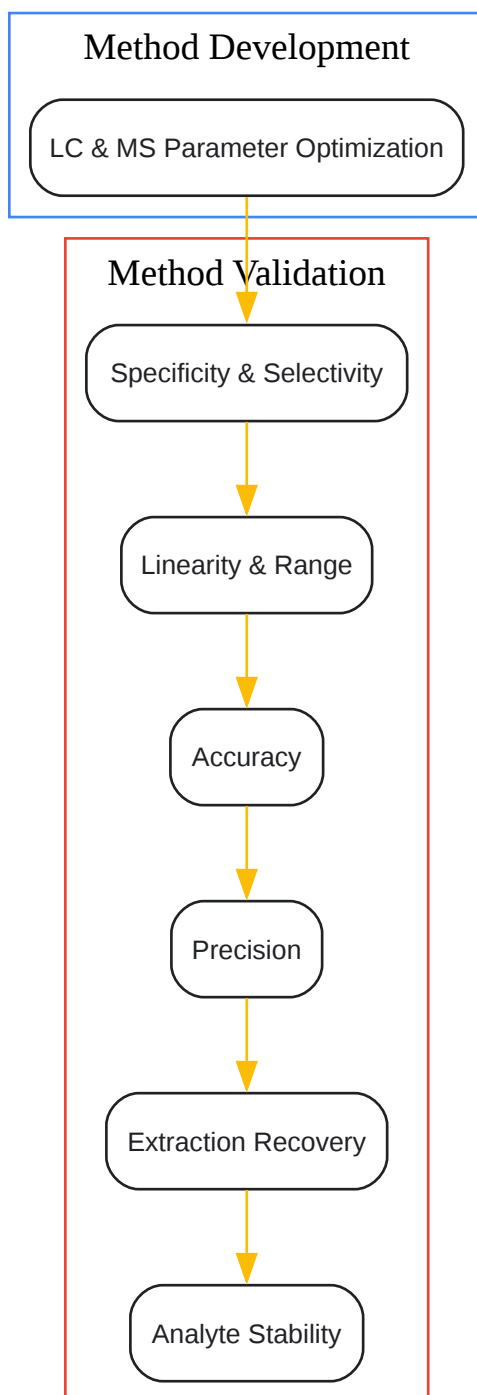 Method Development
LC & MS Parameter Optimization
Method Validation
Specificity & Selectivity
Linearity & Range
Accuracy
Precision
Extraction Recovery
Analyte Stability